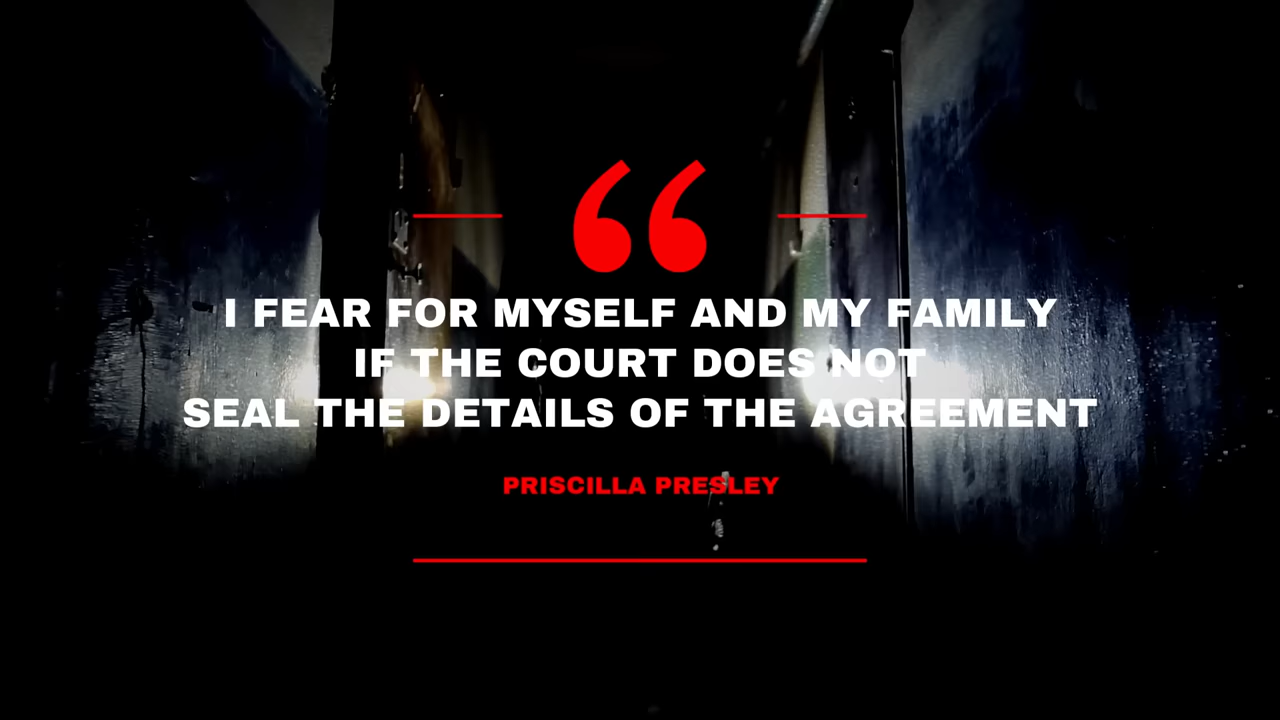 “
I FEAR FOR MYSELF AND MY FAMILY
IF THE COURT DOES NOT
SEAL THE DETAILS OF THE AGREEMENT
PRISCILLA PRESLEY